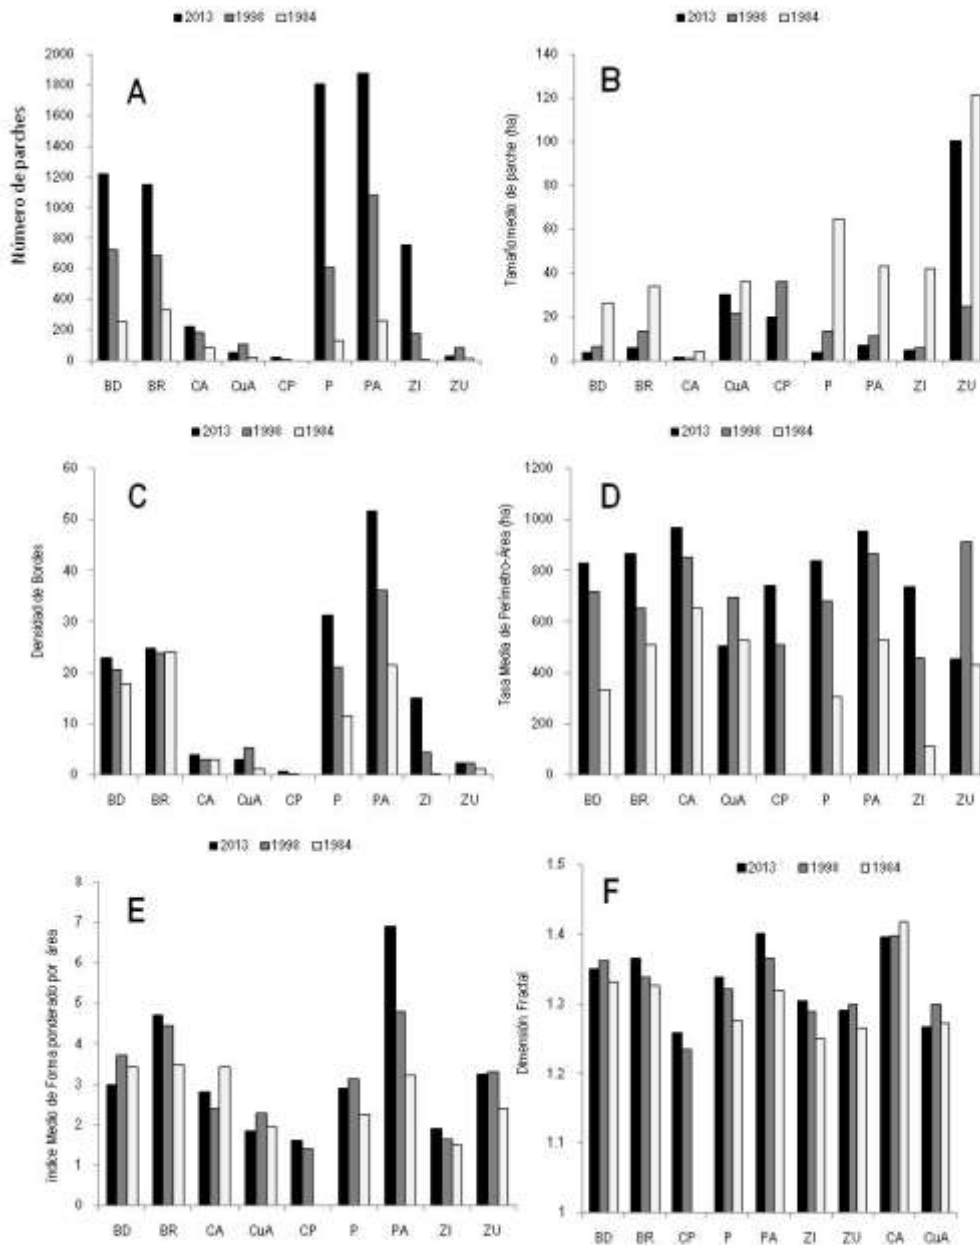 2013 1998 1984
A
Número de parches
2000
1800
1600
1400
1200
1000
800
600
400
200
0
BD BR CA CuA CP P PA ZI ZU
2013 1998 1984
B
Tamaño medio de parche (ha)
140
120
100
80
60
40
20
0
BD BR CA CuA CP P PA ZI ZU
2013 1998 1984
C
Densidad de Bordes
60
50
40
30
20
10
0
BD BR CA CuA CP P PA ZI ZU
2013 1998 1984
D
Tasa Media de Perímetro-Área (ha)
1200
1000
800
600
400
200
0
BD BR CA CuA CP P PA ZI ZU
2013 1998 1984
E
Índice Medio de Forma ponderado por área
8
7
6
5
4
3
2
1
0
BD BR CA CuA CP P PA ZI ZU
2013 1998 1984
F
Dimensión Fractal
1.5
1.4
1.3
1.2
1.1
1
BD BR CP P PA ZI ZU CA CuA